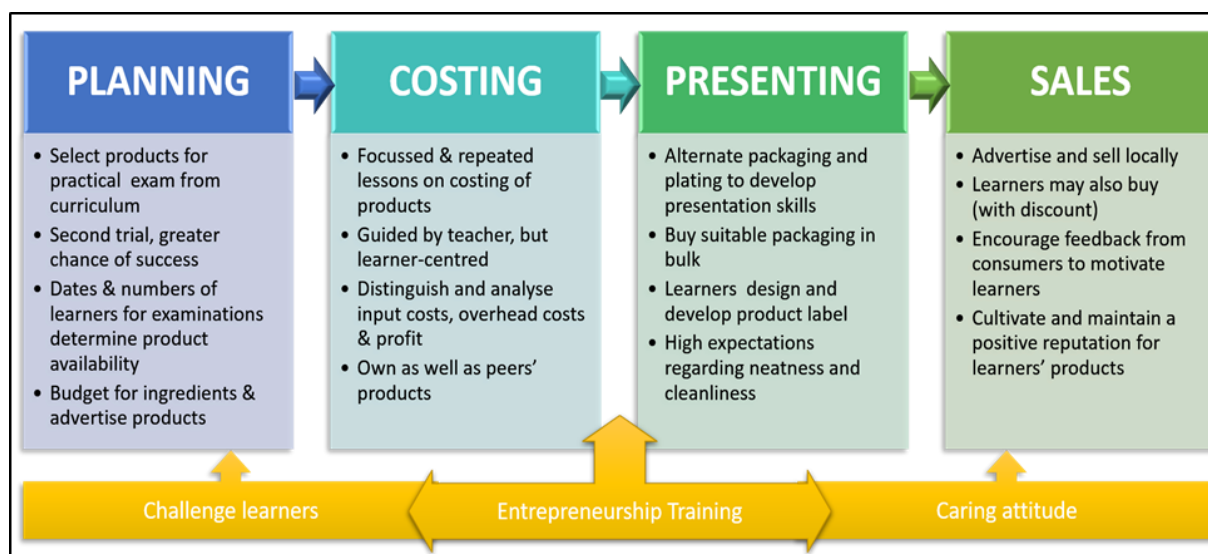 PLANNING
• Select products for
practical exam from
curriculum
• Second trial, greater
chance of success
• Dates & numbers of
learners for examinations
determine product
availability
• Budget for ingredients &
advertise products
COSTING
• Focussed & repeated
lessons on costing of
products
• Guided by teacher, but
learner-centred
• Distinguish and analyse
input costs, overhead costs
& profit
• Own as well as peers'
products
PRESENTING
• Alternate packaging and
plating to develop
presentation skills
• Buy suitable packaging in
bulk
• Learners design and
develop product label
• High expectations
regarding neatness and
cleanliness
SALES
• Advertise and sell locally
• Learners may also buy
(with discount)
• Encourage feedback from
consumers to motivate
learners
• Cultivate and maintain a
positive reputation for
learners' products
Challenge learners
Entrepreneurship Training
Caring attitude